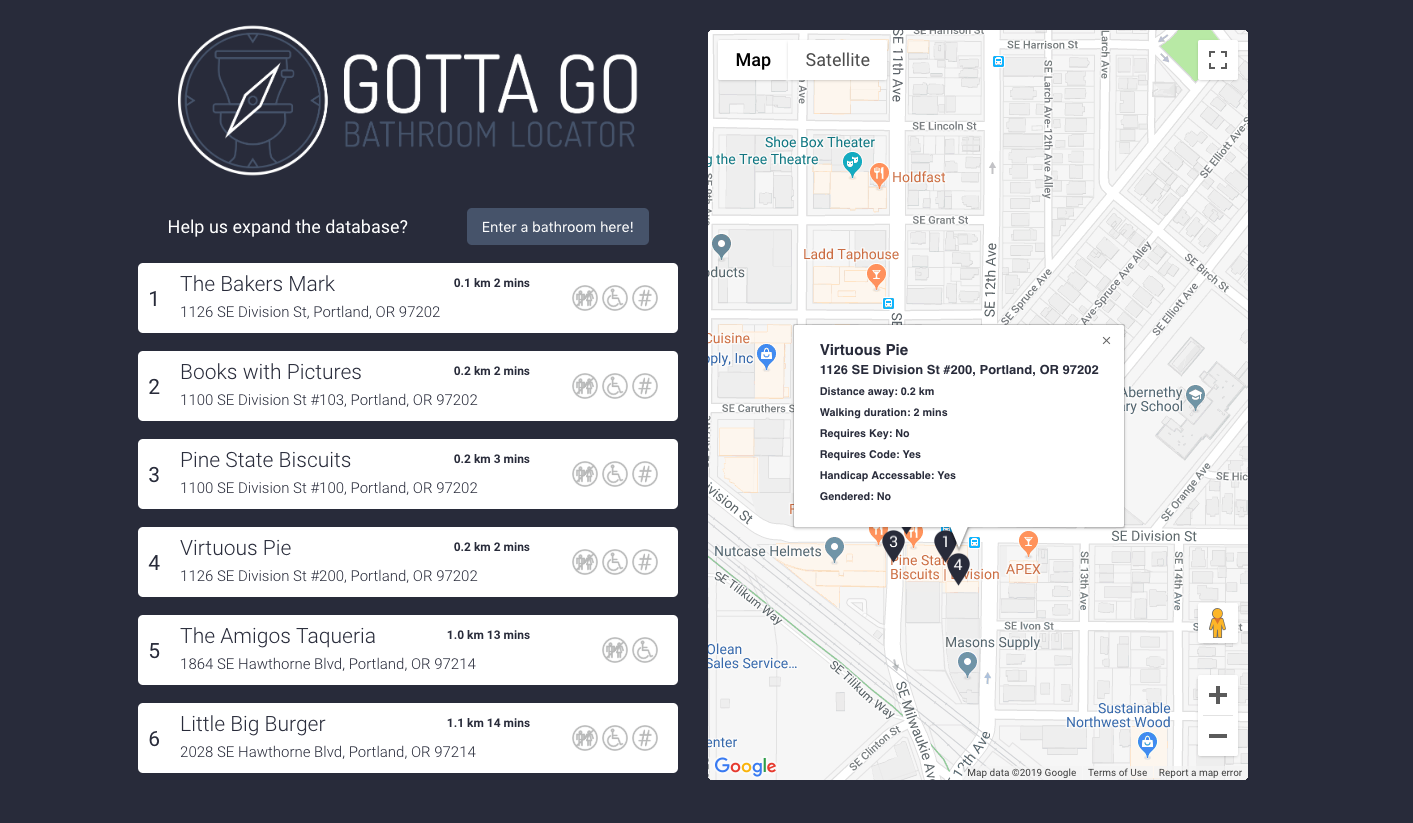 GOTTA GO
BATHROOM LOCATOR
Help us expand the database?
Enter a bathroom here!
1
The Bakers Mark
0.1 km 2 mins
1126 SE Division St, Portland, OR 97202
#
2
Books with Pictures
0.2 km 2 mins
1100 SE Division St #103, Portland, OR 97202
#
3
Pine State Biscuits
0.2 km 3 mins
1100 SE Division St #100, Portland, OR 97202
#
4
Virtuous Pie
0.2 km 2 mins
1126 SE Division St #200, Portland, OR 97202
#
5
The Amigos Taqueria
1.0 km 13 mins
1864 SE Hawthorne Blvd, Portland, OR 97214
6
Little Big Burger
1.1 km 14 mins
2028 SE Hawthorne Blvd, Portland, OR 97214
#
Map
Satellite
SE Harrison St
SE Harrison St
SE 11th Ave
Larch Ave
SE Larch Ave-12th Ave Alley
SE Lincoln St
Shoe Box Theater
g the Tree Theatre
Holdfast
SE Elliott Ave-S
SE Grant St
oducts
Ladd Taphouse
SE 12th Ave
SE Birch St
SE Spruce Ave
Ave-Spruce Ave Alley
SE Elliott Ave
SE
Cuisine
pply, Inc
SE Caruthers S
Virtuous Pie
×
1126 SE Division St #200, Portland, OR 97202
Distance away: 0.2 km
Walking duration: 2 mins
Requires Key: No
Requires Code: Yes
Handicap Accessable: Yes
Gendered: No
Abernethy
ry School
SE Hic
SE Orange Ave
ivision St
SE Division St
Nutcase Helmets
3
1
4
Pine Stat
Biscuits | Division
APEX
SE 13th Ave
SE 14th Ave
SE Tilikum Way
SE Ivon St
Masons Supply
Olean
Sales Service...
SE Tilikum Way
SE Milwaukie Av
Sustainable
Northwest Wood
enter
SE Clinton St
12th Ave
Google
Map data ©2019 Google
Terms of Use
Report a map error